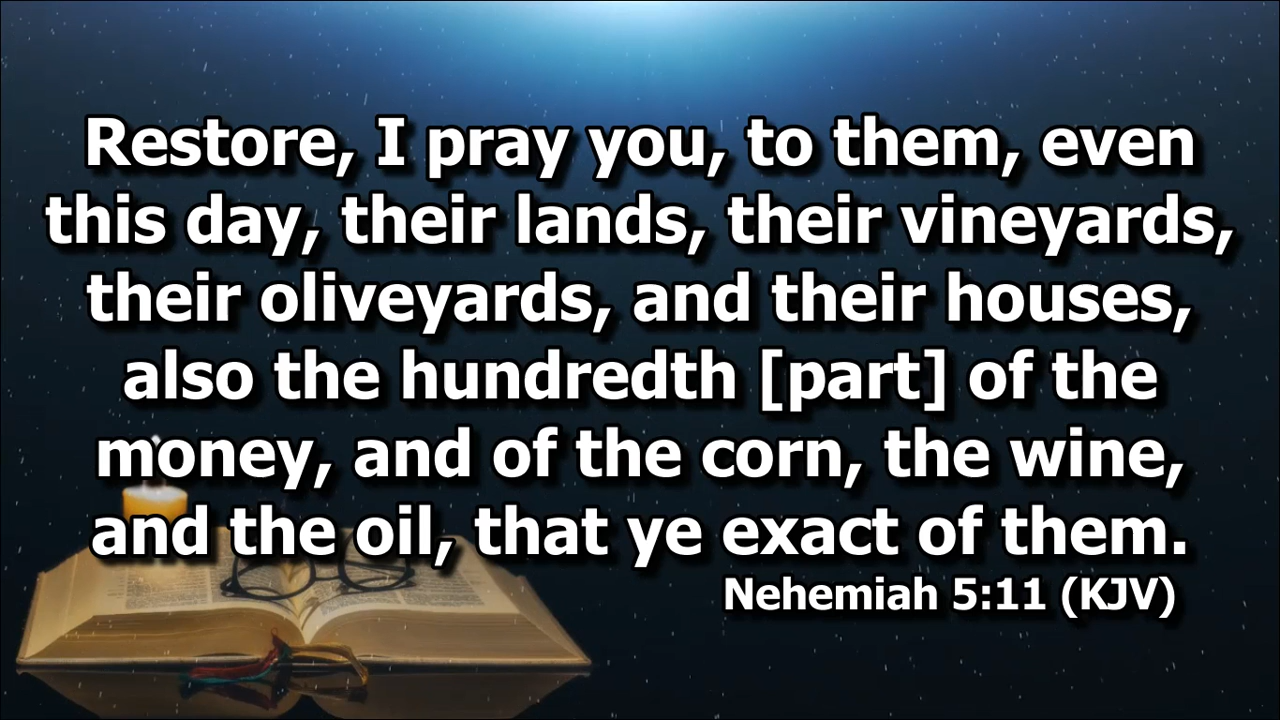 Restore, I pray you, to them, even
this day, their lands, their vineyards,
their oliveyards, and their houses,
also the hundredth [part] of the
money, and of the corn, the wine,
and the oil, that ye exact of them.
Nehemiah 5:11 (KJV)